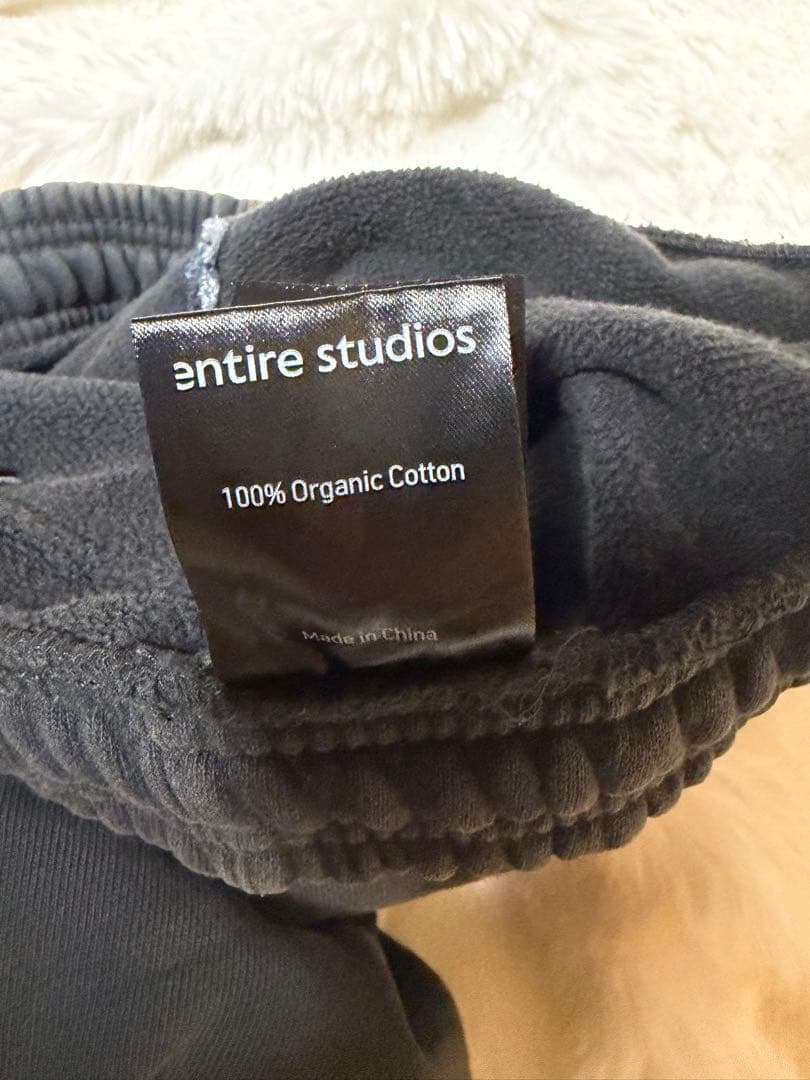 entire studios
100% Organic Cotton
Made in China